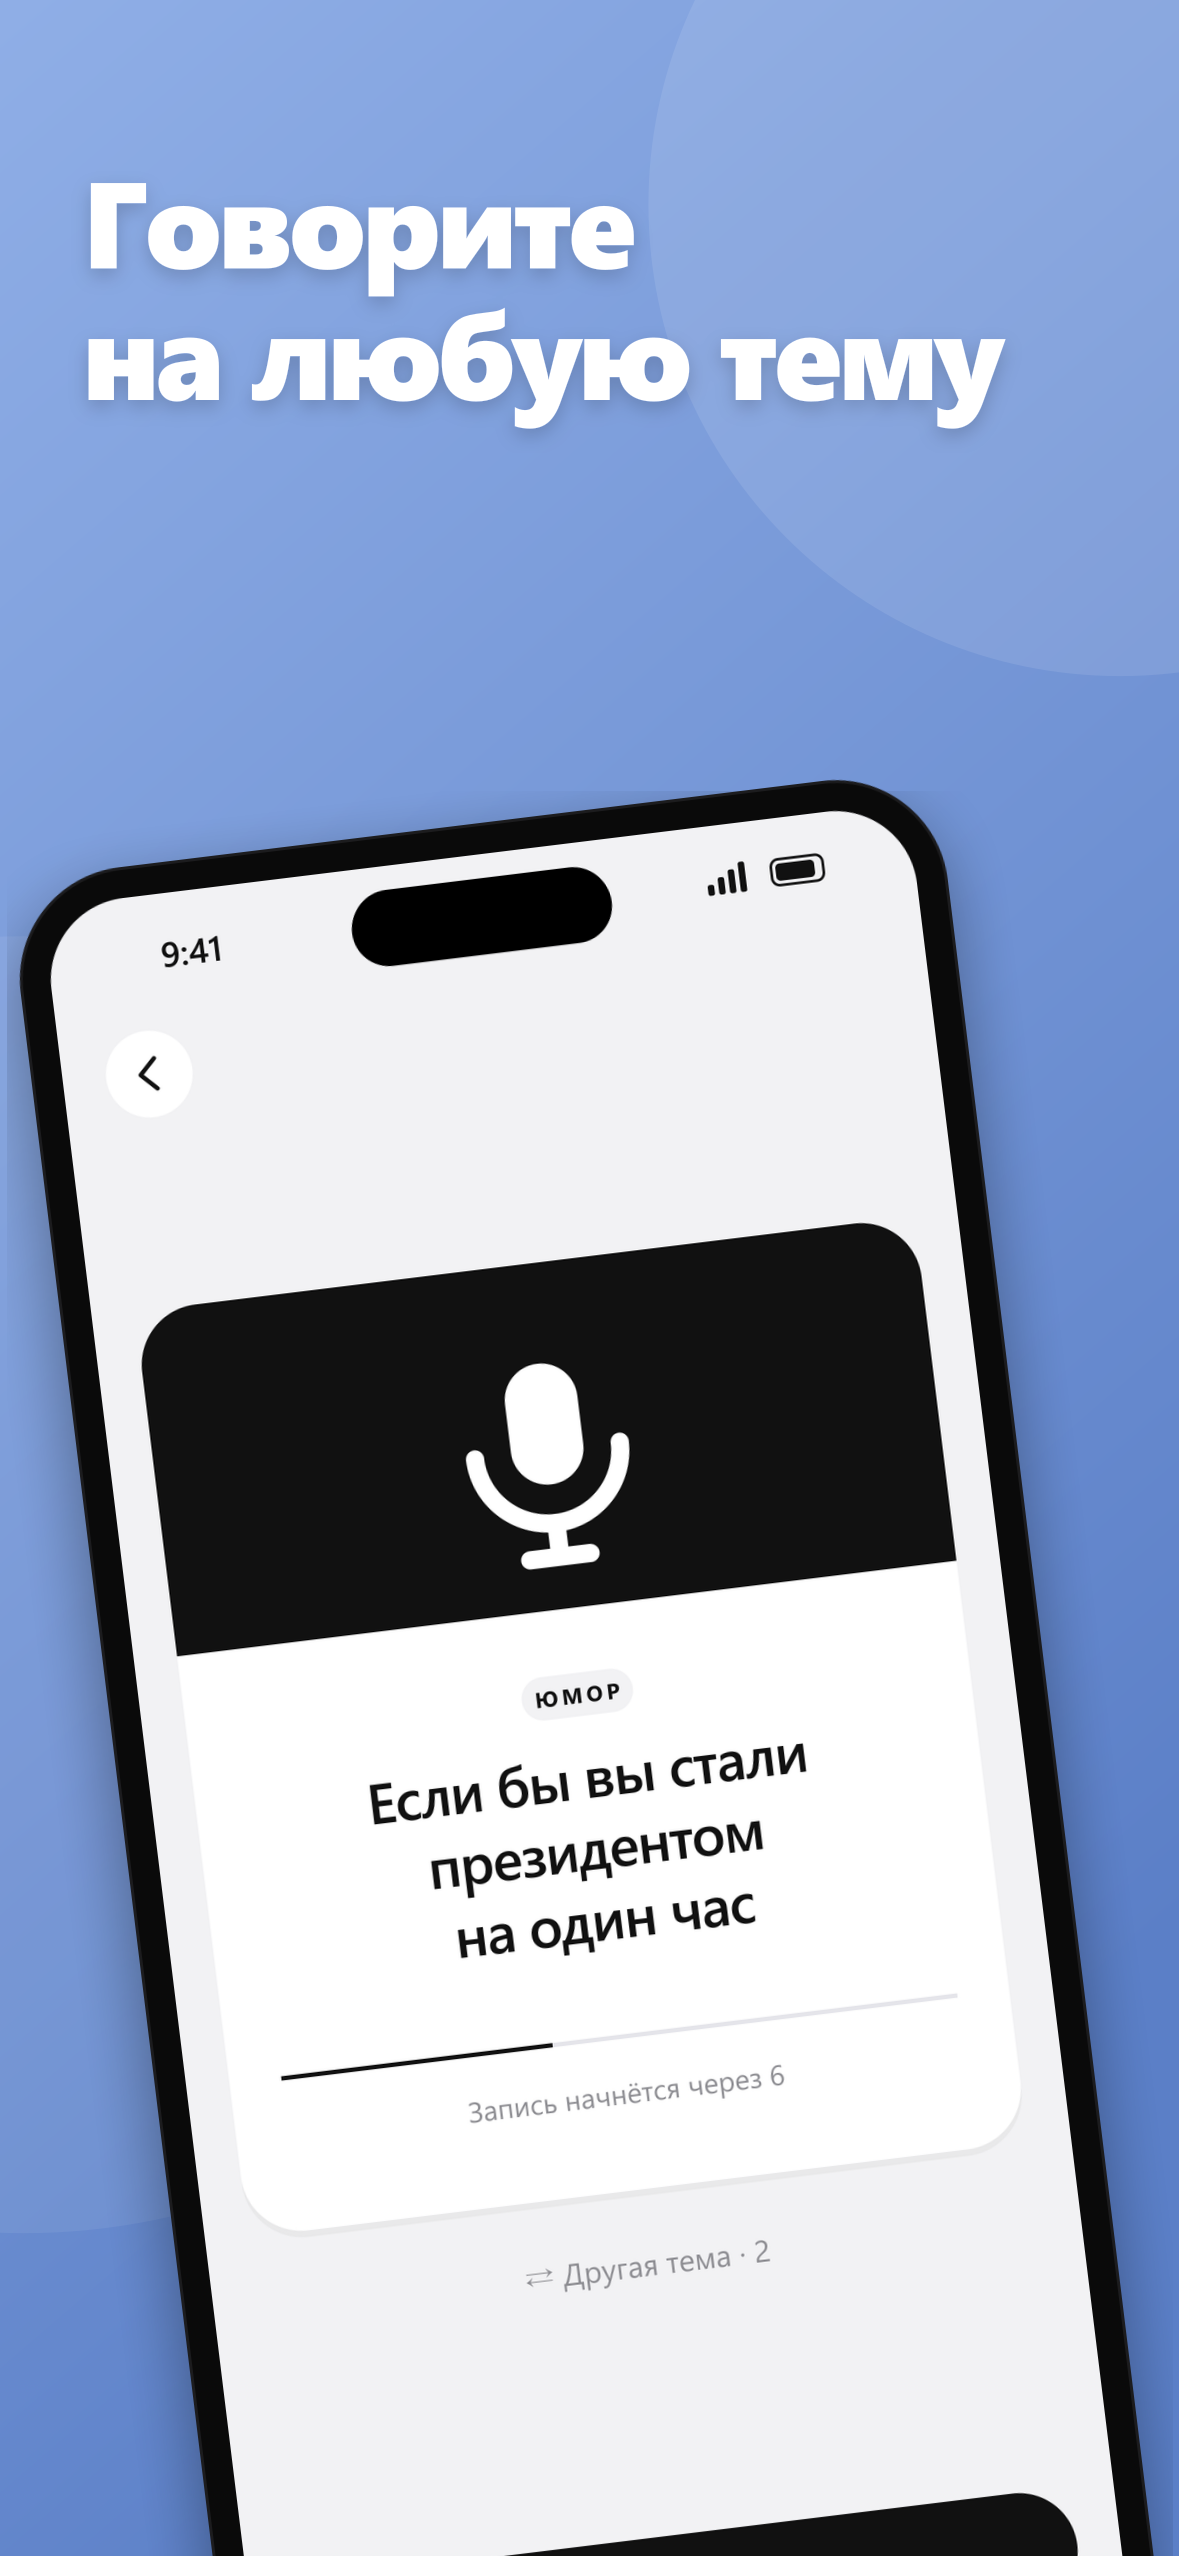 Говорите
на любую тему
9:41
ЮМОР
Если бы вы стали
президентом
на один час
Запись начнётся через 6
⇄ Другая тема · 2